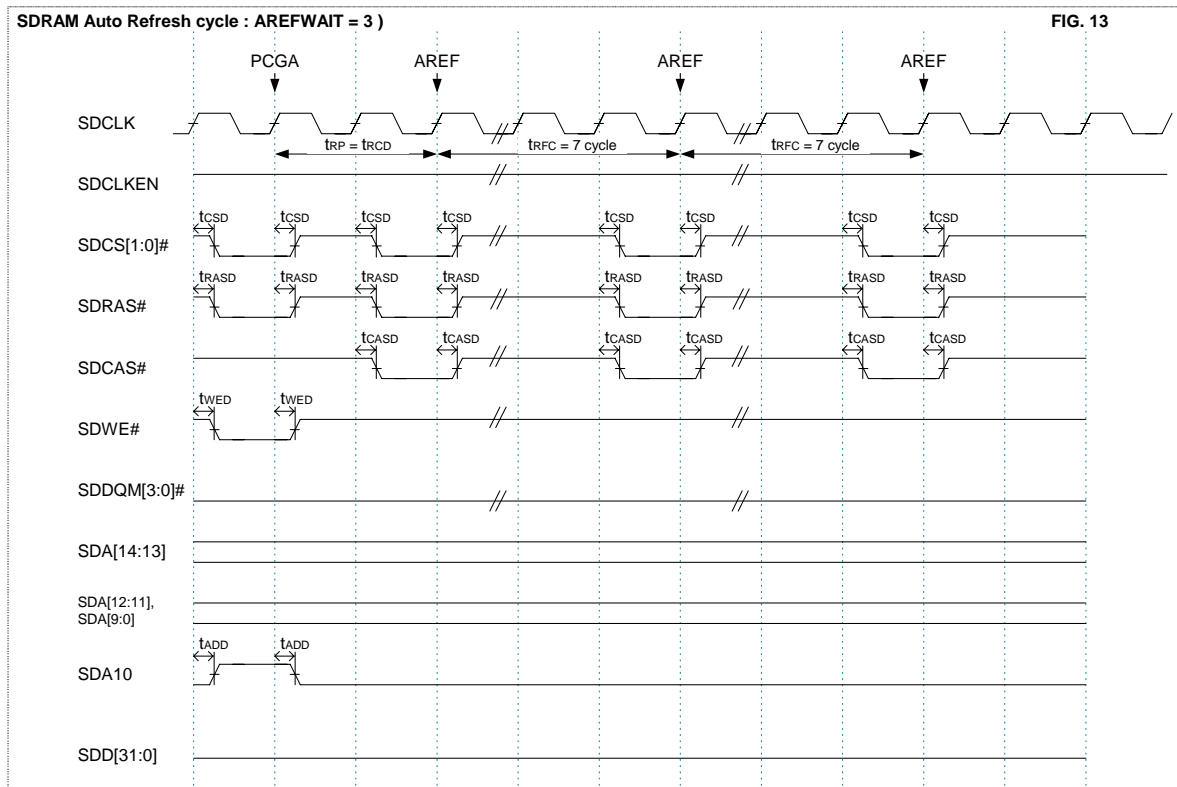 SDRAM Auto Refresh cycle : AREFWAIT = 3 ) FIG. 13
PCGA AREF AREF AREF
SDCLK
tRP = tRCD tRFC = 7 cycle tRFC = 7 cycle
SDCLKEN
tCSD tCSD tCSD tCSD tCSD tCSD tCSD tCSD
SDCS[1:0]#
tRASD tRASD tRASD tRASD tRASD tRASD tRASD tRASD
SDRAS#
tCASD tCASD tCASD tCASD tCASD tCASD
SDCAS#
tWED tWED
SDWE#
SDDQM[3:0]#
SDA[14:13]
SDA[12:11],
SDA[9:0]
tADD tADD
SDA10
SDD[31:0]